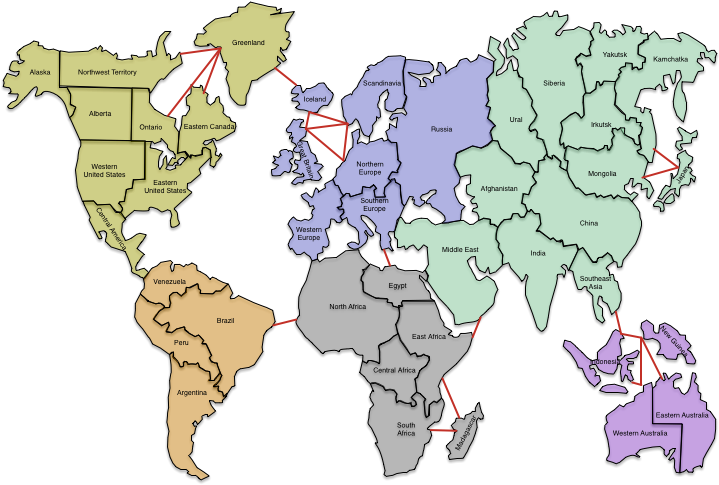 Greenland
Alaska
Northwest Territory
Alberta
Ontario
Eastern Canada
Western
United States
Eastern
United States
Central America
Venezuela
Brazil
Peru
Argentina
Iceland
Scandinavia
Great Britain
Russia
Northern
Europe
Southern
Europe
Western
Europe
North Africa
Egypt
East Africa
Central Africa
South
Africa
Madagascar
Siberia
Yakutsk
Kamchatka
Ural
Irkutsk
Mongolia
Japan
Afghanistan
China
Middle East
India
Southeast
Asia
Indonesia
New Guinea
Eastern Australia
Western Australia